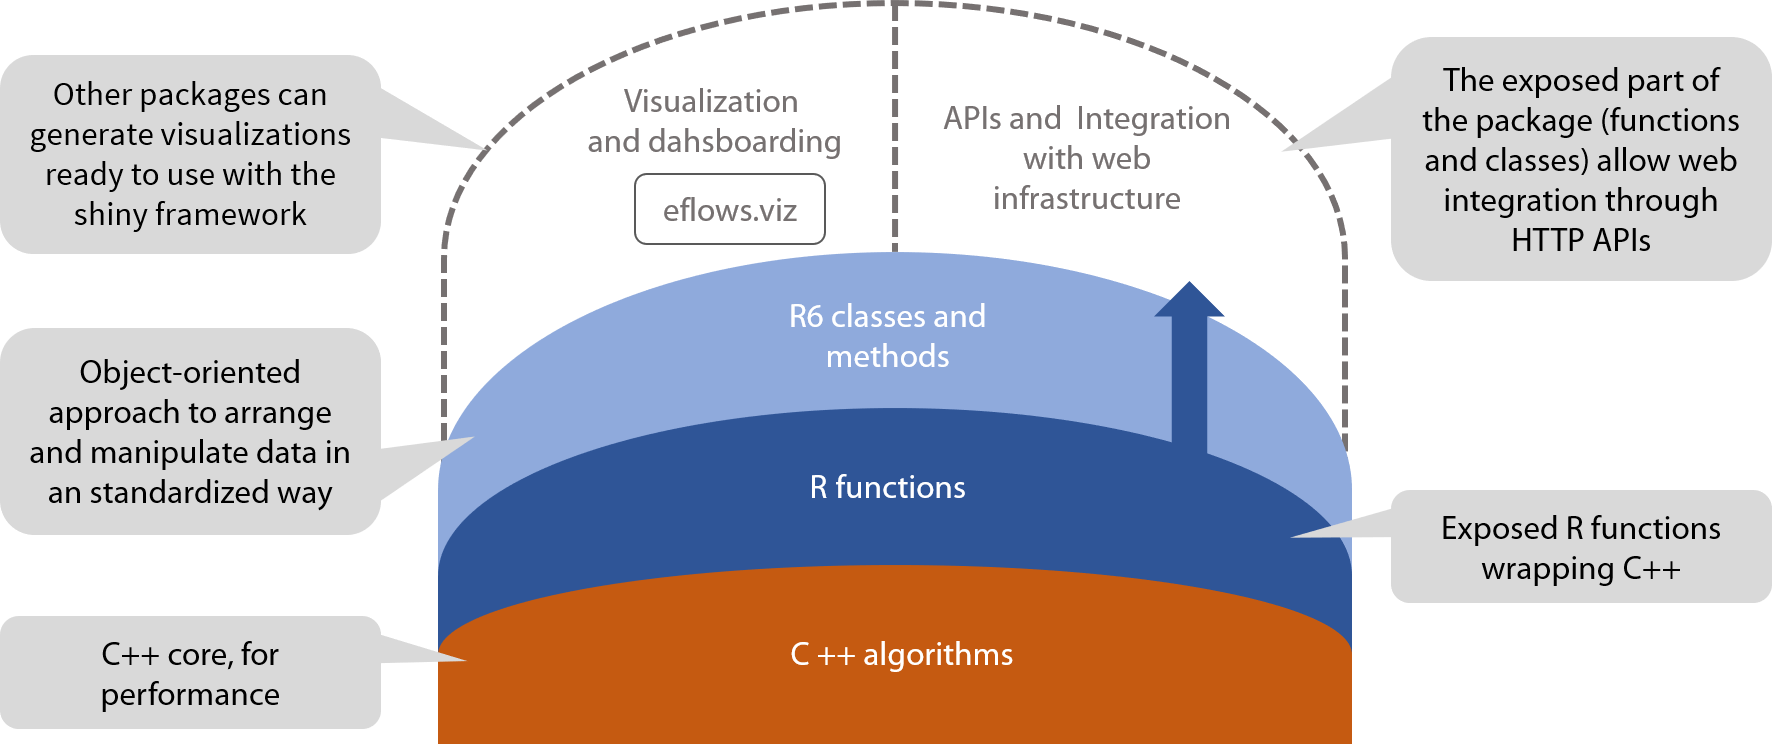 Other packages can
generate visualizations
ready to use with the
shiny framework
Visualization
and dahsboarding
eflows.viz
APIs and Integration
with web
infrastructure
The exposed part of
the package (functions
and classes) allow web
integration through
HTTP APIs
R6 classes and
methods
Object-oriented
approach to arrange
and manipulate data in
an standardized way
R functions
Exposed R functions
wrapping C++
C++ core, for
performance
C ++ algorithms